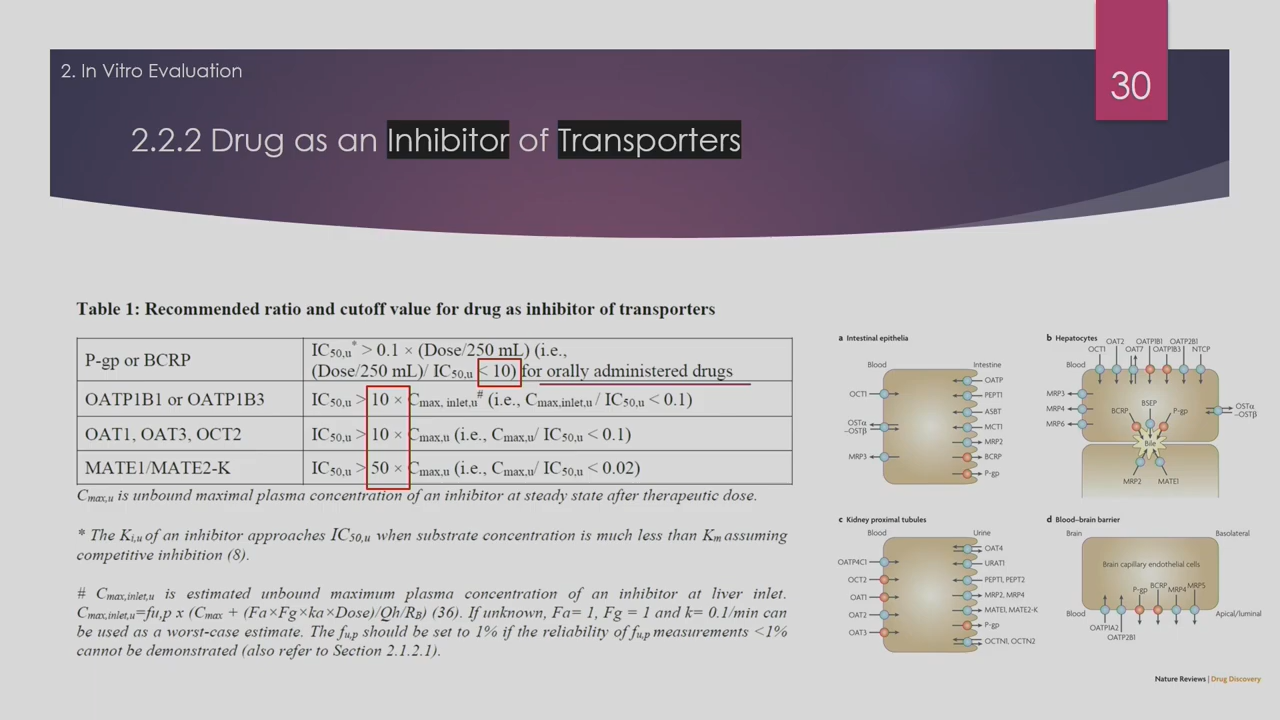 2. In Vitro Evaluation
30
2.2.2 Drug as an Inhibitor of Transporters
Table 1: Recommended ratio and cutoff value for drug as inhibitor of transporters
P-gp or BCRP
IC50,u* > 0.1 × (Dose/250 mL) (i.e.,
(Dose/250 mL)/ IC50,u < 10) for orally administered drugs
OATP1B1 or OATP1B3
IC50,u > 10 × Cmax, inlet,u# (i.e., Cmax,inlet,u / IC50,u < 0.1)
OAT1, OAT3, OCT2
IC50,u > 10 × Cmax,u (i.e., Cmax,u/ IC50,u < 0.1)
MATE1/MATE2-K
IC50,u > 50 × Cmax,u (i.e., Cmax,u/ IC50,u < 0.02)
Cmax,u is unbound maximal plasma concentration of an inhibitor at steady state after therapeutic dose.
* The Ki,u of an inhibitor approaches IC50,u when substrate concentration is much less than Km assuming
competitive inhibition (8).
# Cmax,inlet,u is estimated unbound maximum plasma concentration of an inhibitor at liver inlet.
Cmax,inlet,u=fu,p x (Cmax + (Fa×Fg×ka×Dose)/Qh/RB) (36). If unknown, Fa= 1, Fg = 1 and k= 0.1/min can
be used as a worst-case estimate. The fu,p should be set to 1% if the reliability of fu,p measurements <1%
cannot be demonstrated (also refer to Section 2.1.2.1).
a Intestinal epithelia
Blood
Intestine
OATP
PEPT1
OCT1
ASBT
OSTα
–OSTβ
MCT1
MRP2
MRP3
BCRP
P-gp
b Hepatocytes
OAT2
OATP1B1
OATP2B1
Blood
OCT1
OAT7
OATP1B3
NTCP
MRP3
MRP4
MRP6
BSEP
BCRP
P-gp
OSTα
–OSTβ
Bile
MRP2
MATE1
c Kidney proximal tubules
Blood
Urine
OAT4
OATP4C1
URAT1
OCT2
PEPT1, PEPT2
OAT1
MRP2, MRP4
OAT2
MATE1, MATE2-K
OAT3
P-gp
OCTN1, OCTN2
d Blood–brain barrier
Brain
Basolateral
Brain capillary endothelial cells
P-gp
BCRP
MRP4
MRP5
Blood
Apical/luminal
OATP1A2
OATP2B1
Nature Reviews | Drug Discovery